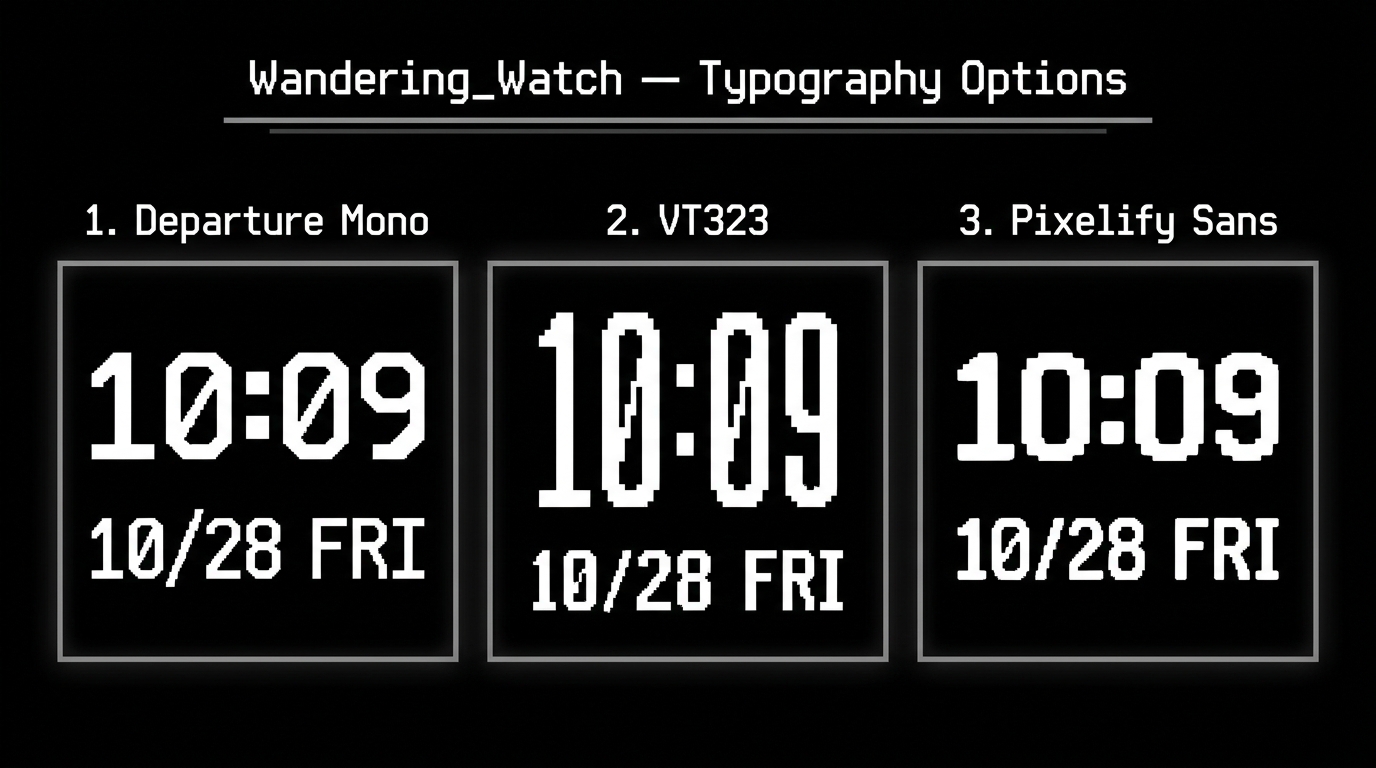 Wandering_Watch — Typography Options
1. Departure Mono
10:09
10/28 FRI
2. VT323
10:09
10/28 FRI
3. Pixelify Sans
10:09
10/28 FRI